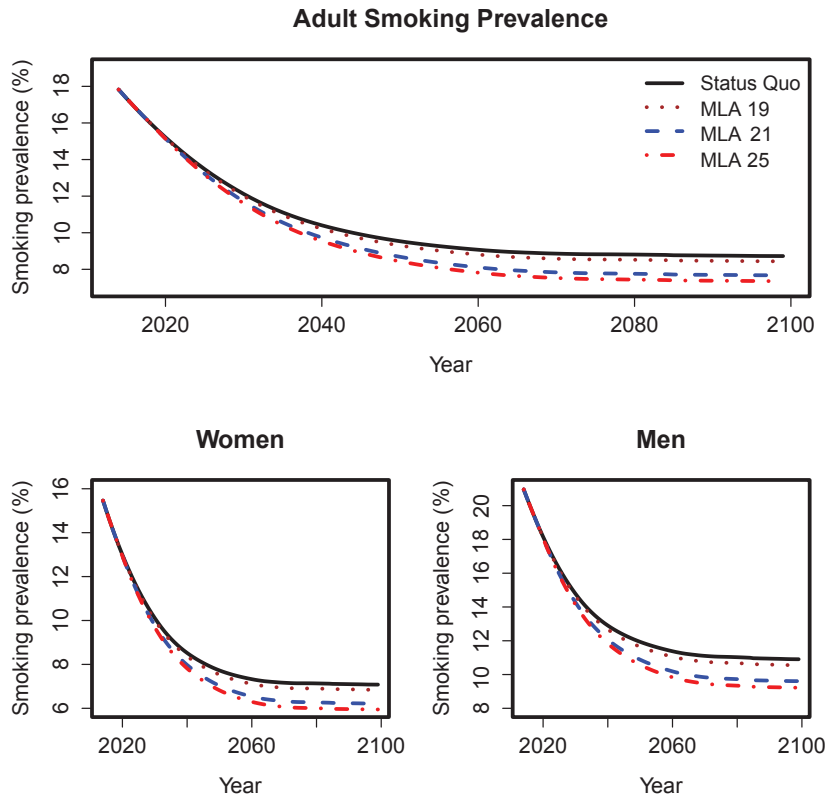 Adult Smoking Prevalence
Smoking prevalence (%)
18
16
14
12
10
8
Status Quo
MLA 19
MLA 21
MLA 25
2020 2040 2060 2080 2100
Year
Women
Smoking prevalence (%)
16
14
12
10
8
6
2020 2060 2100
Year
Men
Smoking prevalence (%)
20
18
16
14
12
10
8
2020 2060 2100
Year